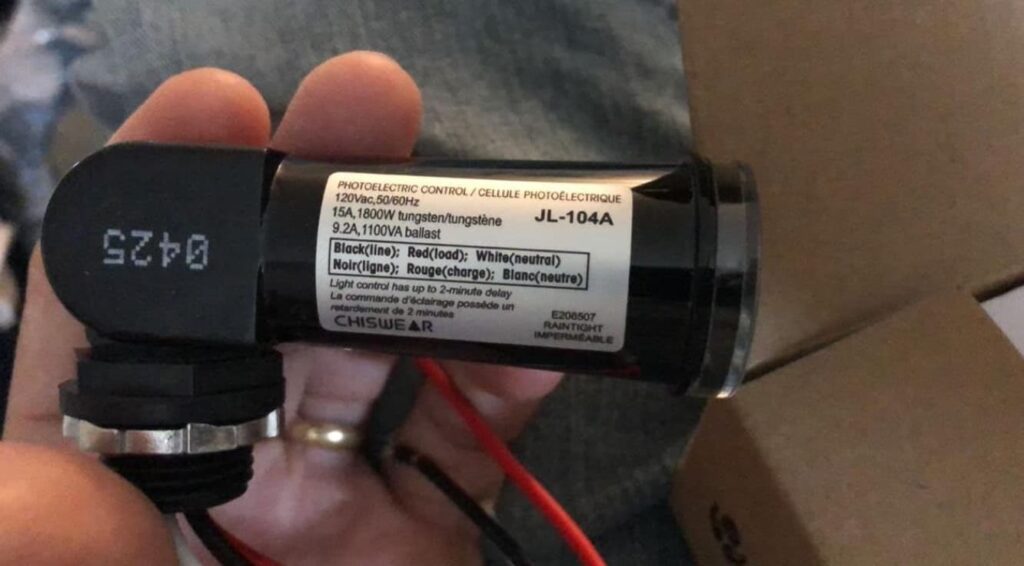 0425
PHOTOELECTRIC CONTROL / CELLULE PHOTOÉLECTRIQUE
120Vac,50/60Hz
JL-104A
15A,1800W tungsten/tungstène
9.2A,1100VA ballast
Black(line); Red(load); White(neutral)
Noir(ligne); Rouge(charge); Blanc(neutre)
Light control has up to 2-minute delay
La commande d'éclairage possède un
retardement de 2 minutes
CHISWEAR
E208507
RAINTIGHT
IMPERMÉABLE